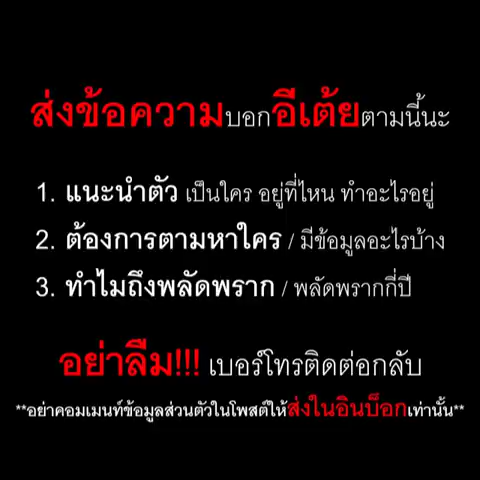 ส่งข้อความบอกอีเต้ยตามนี้นะ
1. แนะนำตัว เป็นใคร อยู่ที่ไหน ทำอะไรอยู่
2. ต้องการตามหาใคร / มีข้อมูลอะไรบ้าง
3. ทำไมถึงพลัดพราก / พลัดพรากกี่ปี
อย่าลืม!!! เบอร์โทรติดต่อกลับ
**อย่าคอมเมนท์ข้อมูลส่วนตัวในโพสต์ให้ส่งในอินบ็อกเท่านั้น**